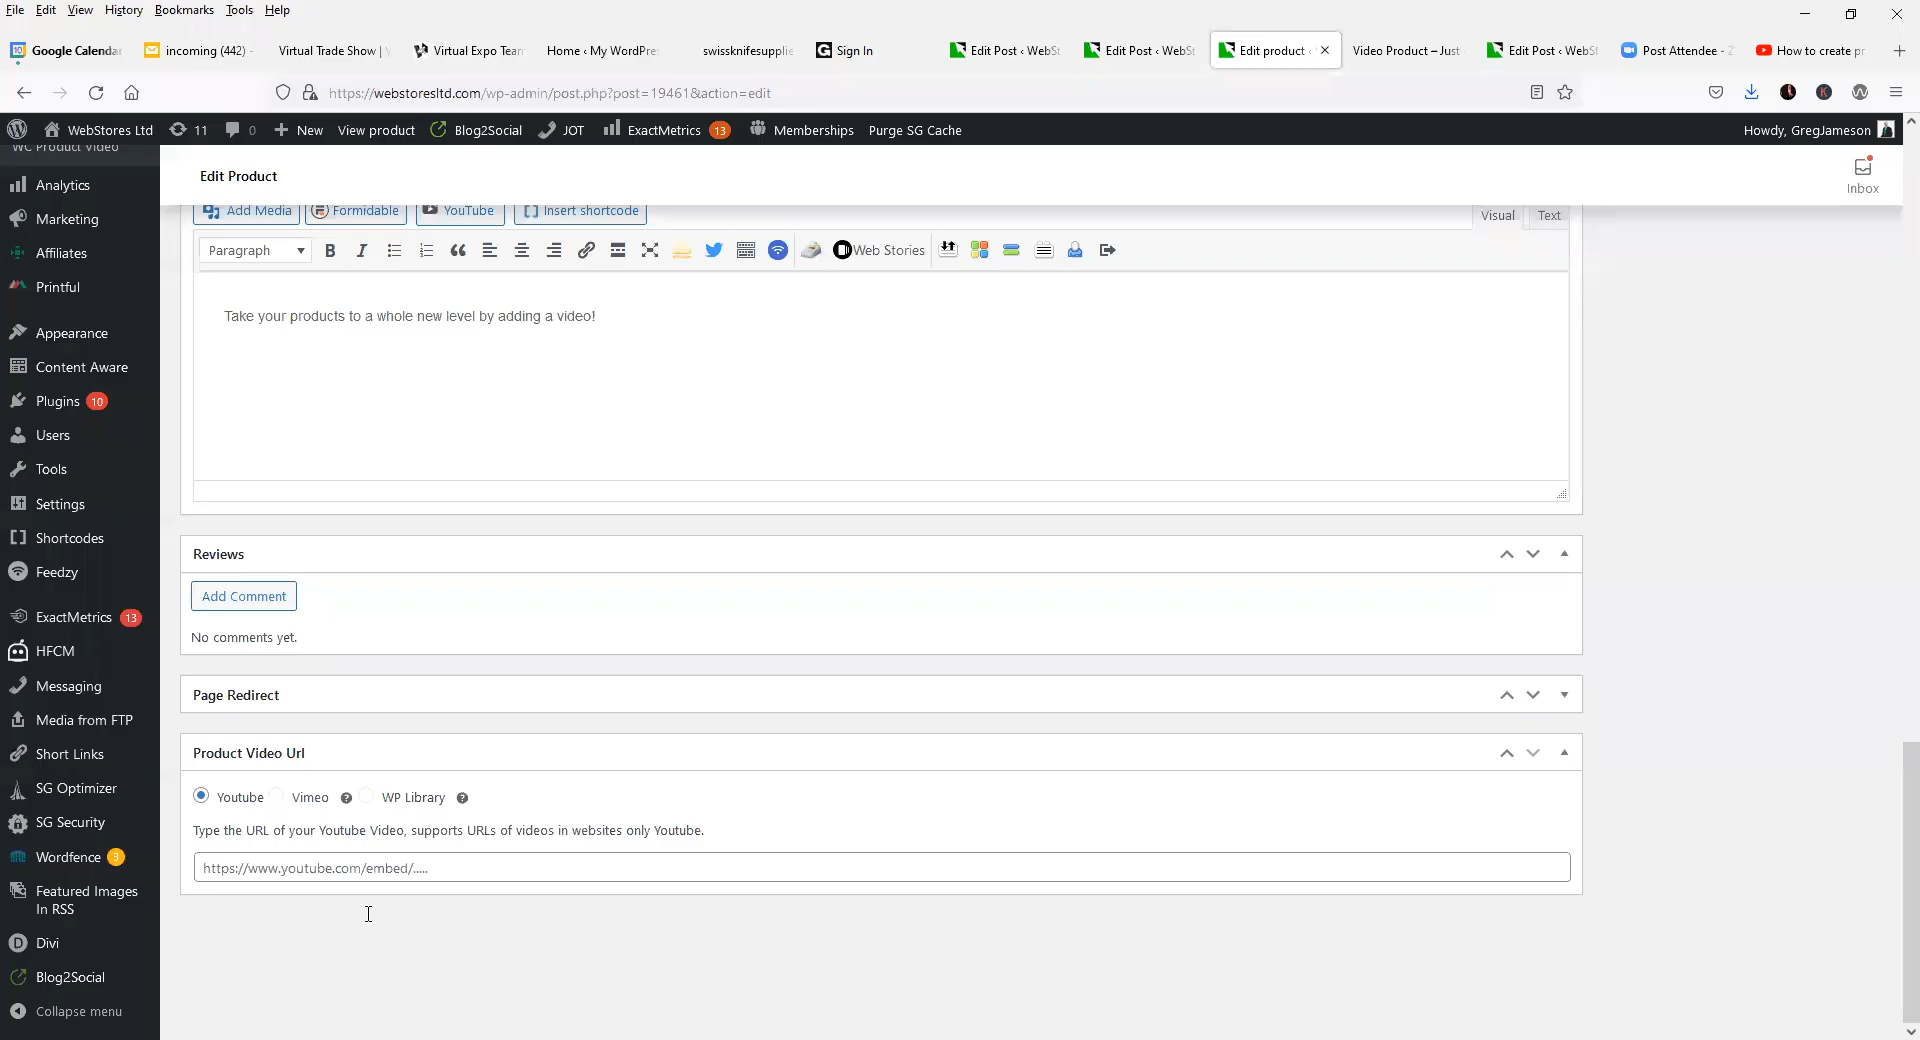 File Edit View History Bookmarks Tools Help
Google Calenda incoming (442) - Virtual Trade Show | Virtual Expo Tean Home ‹ My WordPre swissknifesupplie Sign In Edit Post ‹ WebSt Edit Post ‹ WebSt Edit product ‹ Video Product – Just Edit Post ‹ WebSt Post Attendee - Z How to create pr
https://webstoresltd.com/wp-admin/post.php?post=19461&action=edit
WebStores Ltd 11 0 New View product Blog2Social JOT ExactMetrics 13 Memberships Purge SG Cache Howdy, GregJameson
WC Product Video
Edit Product
Inbox
Analytics
Marketing
Affiliates
Printful
Appearance
Content Aware
Plugins 10
Users
Tools
Settings
Shortcodes
Feedzy
ExactMetrics 13
HFCM
Messaging
Media from FTP
Short Links
SG Optimizer
SG Security
Wordfence 3
Featured Images
In RSS
Divi
Blog2Social
Collapse menu
Add Media Formidable YouTube Insert shortcode Visual Text
Paragraph Web Stories
Take your products to a whole new level by adding a video!
Reviews
Add Comment
No comments yet.
Page Redirect
Product Video Url
Youtube Vimeo WP Library
Type the URL of your Youtube Video, supports URLs of videos in websites only Youtube.
https://www.youtube.com/embed/.....